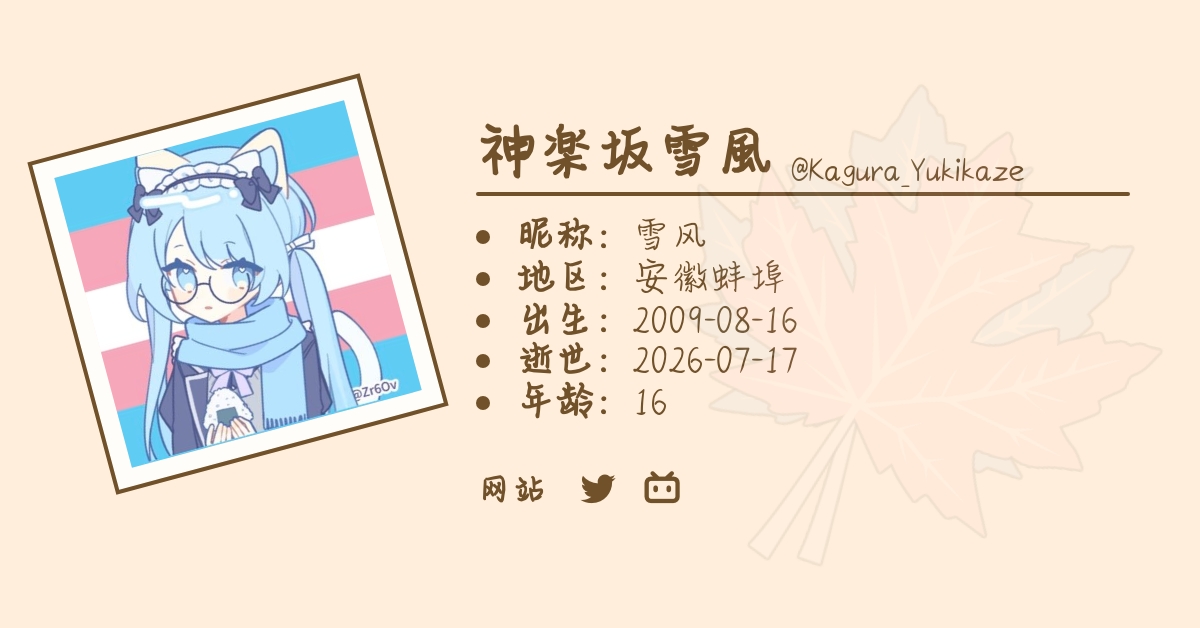 神楽坂雪風 @Kagura_Yukikaze
昵称：雪风
地区：安徽蚌埠
出生：2009-08-16
逝世：2026-07-17
年龄：16
网站
@Zr6Ov